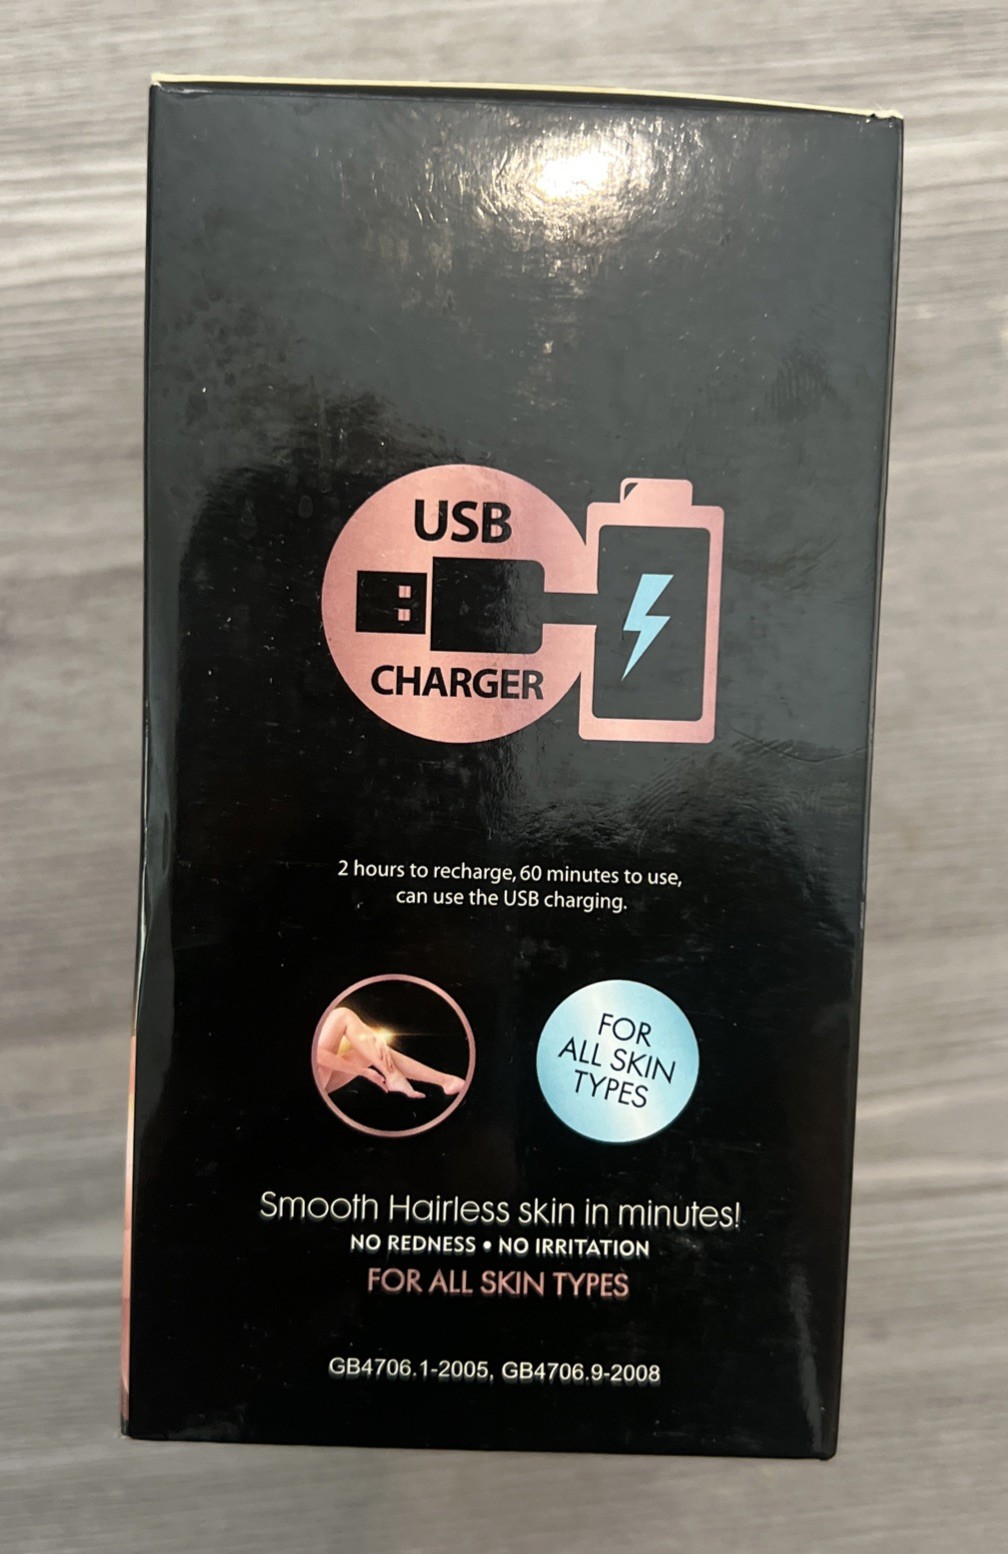 USB
CHARGER
2 hours to recharge, 60 minutes to use,
can use the USB charging.
FOR
ALL SKIN
TYPES
Smooth Hairless skin in minutes!
NO REDNESS • NO IRRITATION
FOR ALL SKIN TYPES
GB4706.1-2005, GB4706.9-2008